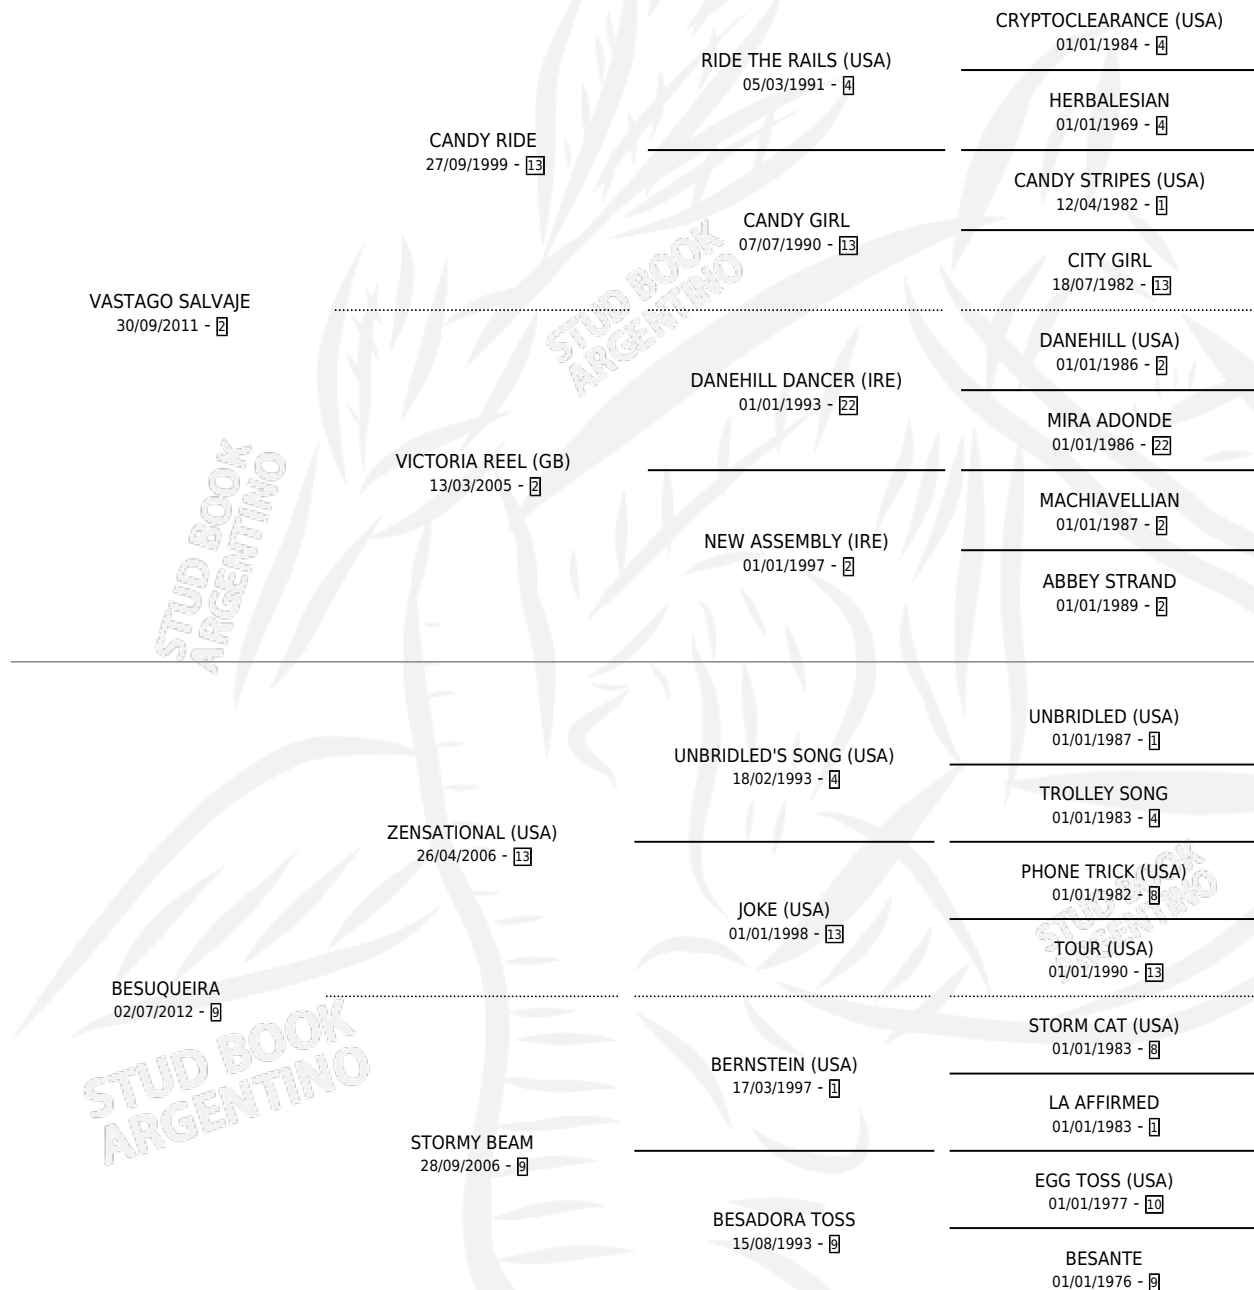 CRYPTOCLEARANCE (USA)
01/01/1984 - 4
RIDE THE RAILS (USA)
05/03/1991 - 4
HERBALESIAN
01/01/1969 - 4
CANDY RIDE
27/09/1999 - 13
CANDY STRIPES (USA)
12/04/1982 - 1
CANDY GIRL
07/07/1990 - 13
CITY GIRL
18/07/1982 - 13
VASTAGO SALVAJE
30/09/2011 - 2
DANEHILL (USA)
01/01/1986 - 2
DANEHILL DANCER (IRE)
01/01/1993 - 22
MIRA ADONDE
01/01/1986 - 22
VICTORIA REEL (GB)
13/03/2005 - 2
MACHIAVELLIAN
01/01/1987 - 2
NEW ASSEMBLY (IRE)
01/01/1997 - 2
ABBEY STRAND
01/01/1989 - 2
STUD BOOK
ARGENTINO
STUD BOOK
ARGENTINO
UNBRIDLED (USA)
01/01/1987 - 1
UNBRIDLED'S SONG (USA)
18/02/1993 - 4
TROLLEY SONG
01/01/1983 - 4
ZENSATIONAL (USA)
26/04/2006 - 13
PHONE TRICK (USA)
01/01/1982 - 8
JOKE (USA)
01/01/1998 - 13
TOUR (USA)
01/01/1990 - 13
STUD BOOK
ARGENTINO
BESUQUEIRA
02/07/2012 - 9
STORM CAT (USA)
01/01/1983 - 8
BERNSTEIN (USA)
17/03/1997 - 1
LA AFFIRMED
01/01/1983 - 1
STUD BOOK
ARGENTINO
STORMY BEAM
28/09/2006 - 9
EGG TOSS (USA)
01/01/1977 - 10
BESADORA TOSS
15/08/1993 - 9
BESANTE
01/01/1976 - 9